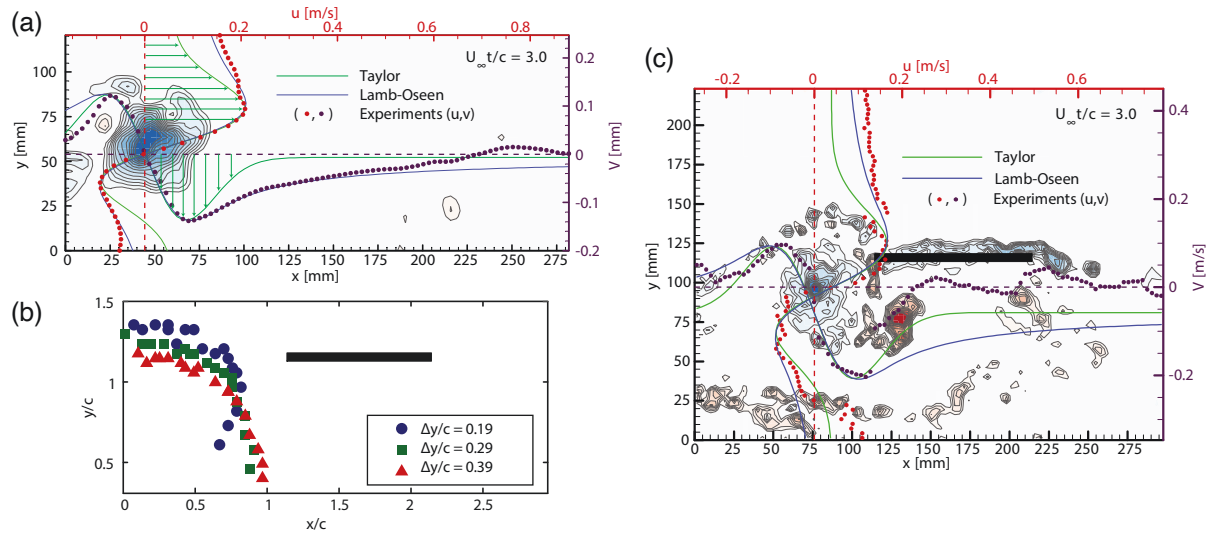 (a)
u [m/s]
0 0.2 0.4 0.6 0.8
U∞t/c = 3.0
Taylor
Lamb-Oseen
( , ) Experiments (u,v)
y [mm]
100
75
50
25
0
V [m/s]
0.2
0.1
0
-0.1
-0.2
0 25 50 75 100 125 150 175 200 225 250 275
x [mm]
(b)
y/c
1.5
1
0.5
Δy/c = 0.19
Δy/c = 0.29
Δy/c = 0.39
0 0.5 1 1.5 2 2.5
x/c
(c)
-0.2 0 0.2 0.4 0.6
u [m/s]
U∞t/c = 3.0
Taylor
Lamb-Oseen
( , ) Experiments (u,v)
y [mm]
200
175
150
125
100
75
50
25
0
V [m/s]
0.4
0.2
0
-0.2
0 25 50 75 100 125 150 175 200 225 250 275
x [mm]